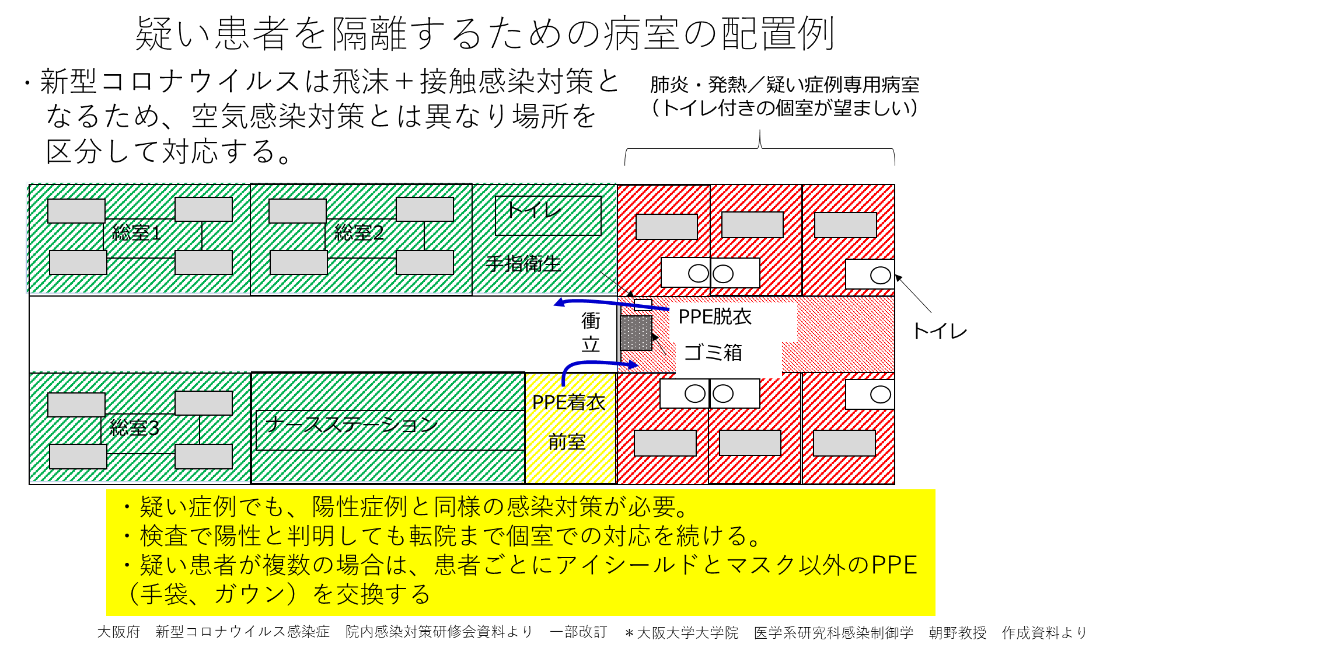 疑い患者を隔離するための病室の配置例
・新型コロナウイルスは飛沫＋接触感染対策と
なるため、空気感染対策とは異なり場所を
区分して対応する。
肺炎・発熱／疑い症例専用病室
（トイレ付きの個室が望ましい）
総室1
総室2
トイレ
手指衛生
衝
立
PPE脱衣
ゴミ箱
トイレ
総室3
ナースステーション
PPE着衣
前室
・疑い症例でも、陽性症例と同様の感染対策が必要。
・検査で陽性と判明しても転院まで個室での対応を続ける。
・疑い患者が複数の場合は、患者ごとにアイシールドとマスク以外のPPE
（手袋、ガウン）を交換する
大阪府　新型コロナウイルス感染症　院内感染対策研修会資料より　一部改訂　＊大阪大学大学院　医学系研究科感染制御学　朝野教授　作成資料より